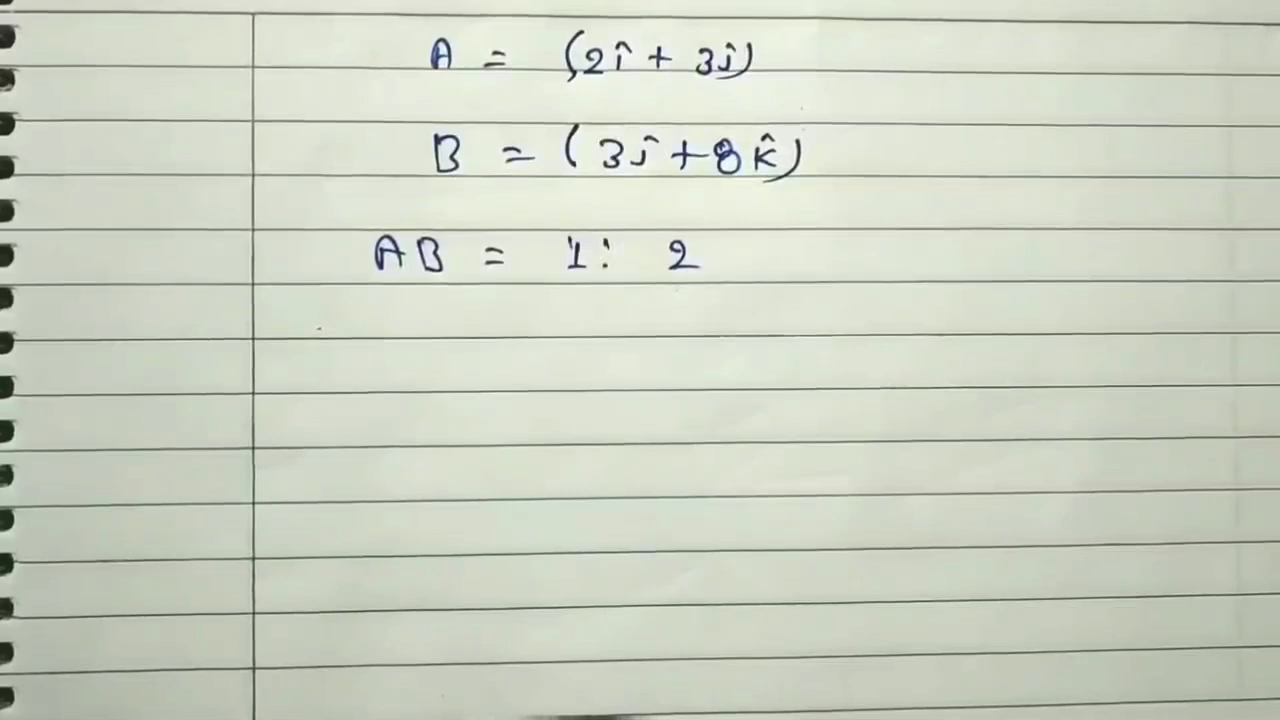 A = (2î + 3ĵ)
B = (3ĵ + 8k̂)
AB = 1: 2